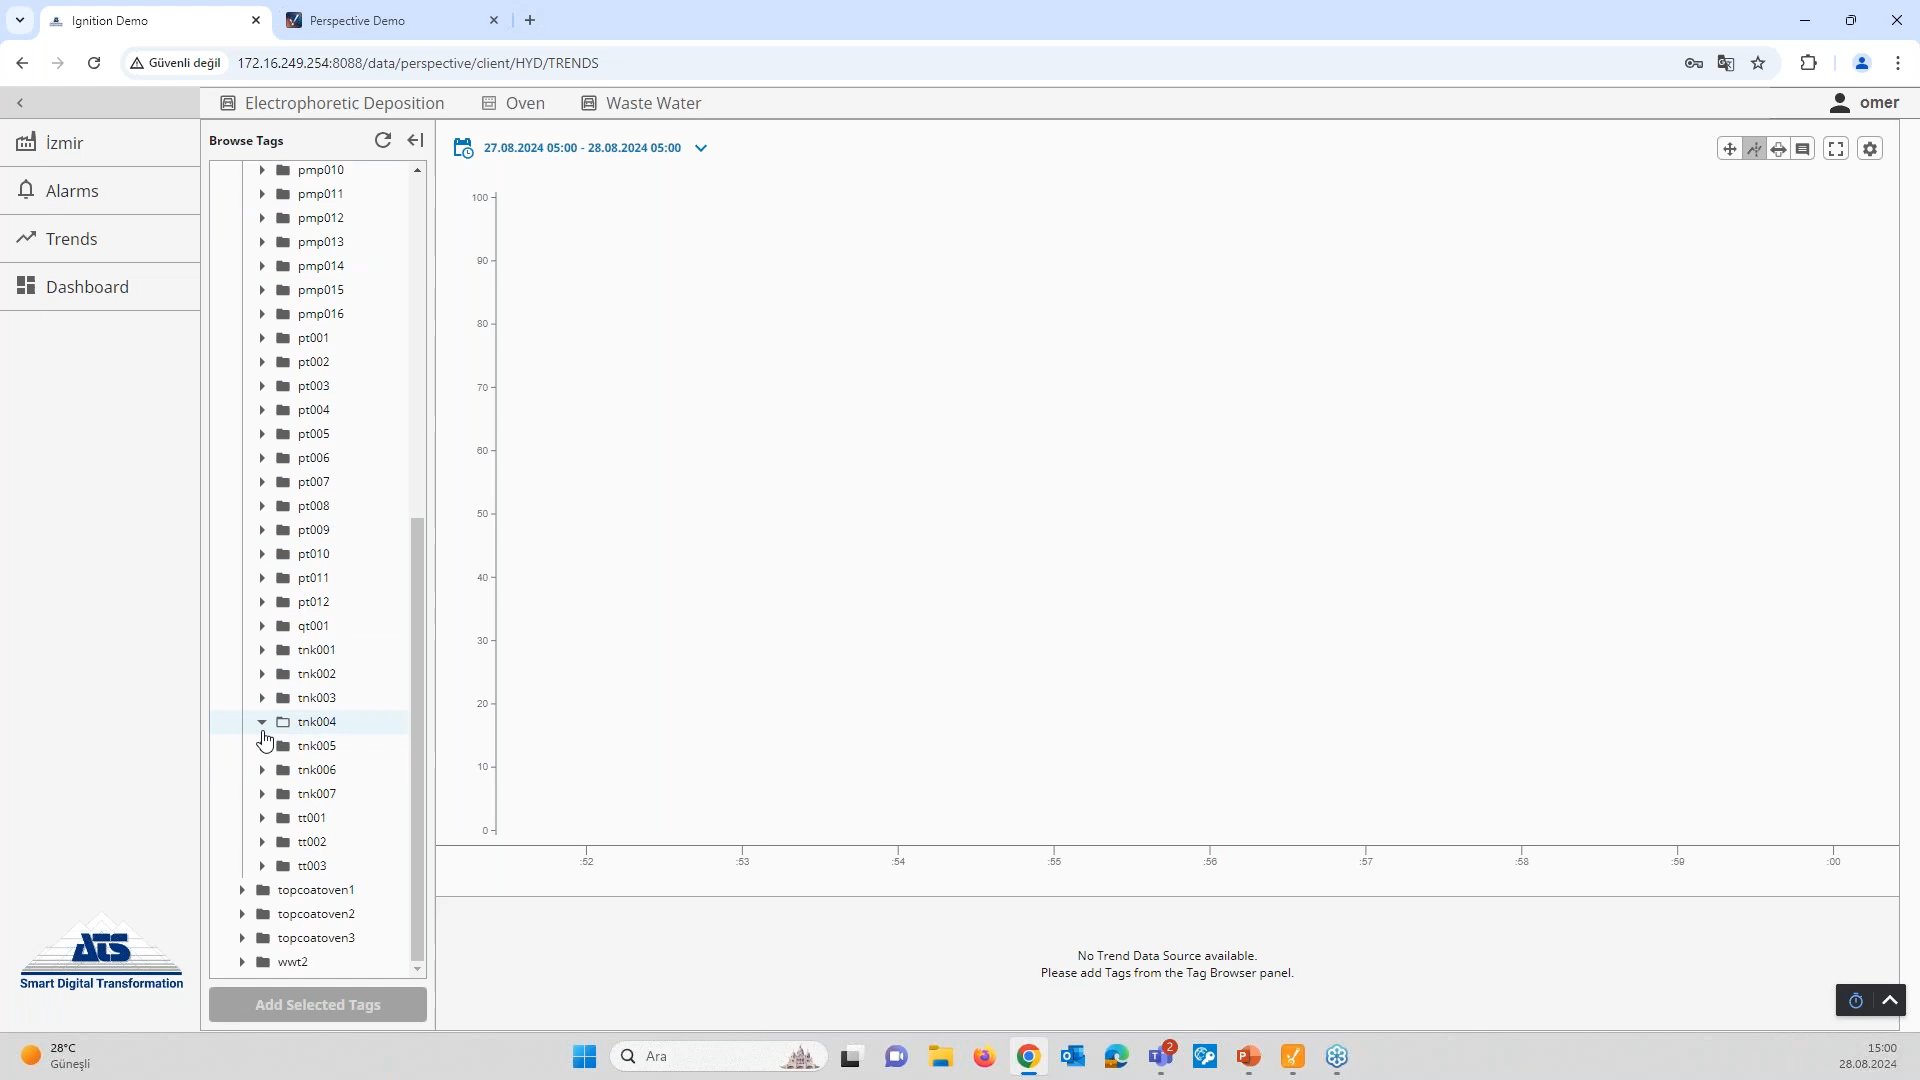 Ignition Demo
Perspective Demo
Güvenli değil
172.16.249.254:8088/data/perspective/client/HYD/TRENDS
Electrophoretic Deposition
Oven
Waste Water
omer
İzmir
Alarms
Trends
Dashboard
Browse Tags
pmp010
pmp011
pmp012
pmp013
pmp014
pmp015
pmp016
pt001
pt002
pt003
pt004
pt005
pt006
pt007
pt008
pt009
pt010
pt011
pt012
qt001
tnk001
tnk002
tnk003
tnk004
tnk005
tnk006
tnk007
tt001
tt002
tt003
topcoatoven1
topcoatoven2
topcoatoven3
wwt2
Add Selected Tags
27.08.2024 05:00 - 28.08.2024 05:00
100
90
80
70
60
50
40
30
20
10
0
:52
:53
:54
:55
:56
:57
:58
:59
:00
No Trend Data Source available.
Please add Tags from the Tag Browser panel.
ATS
Smart Digital Transformation
28°C
Güneşli
Ara
2
15:00
28.08.2024